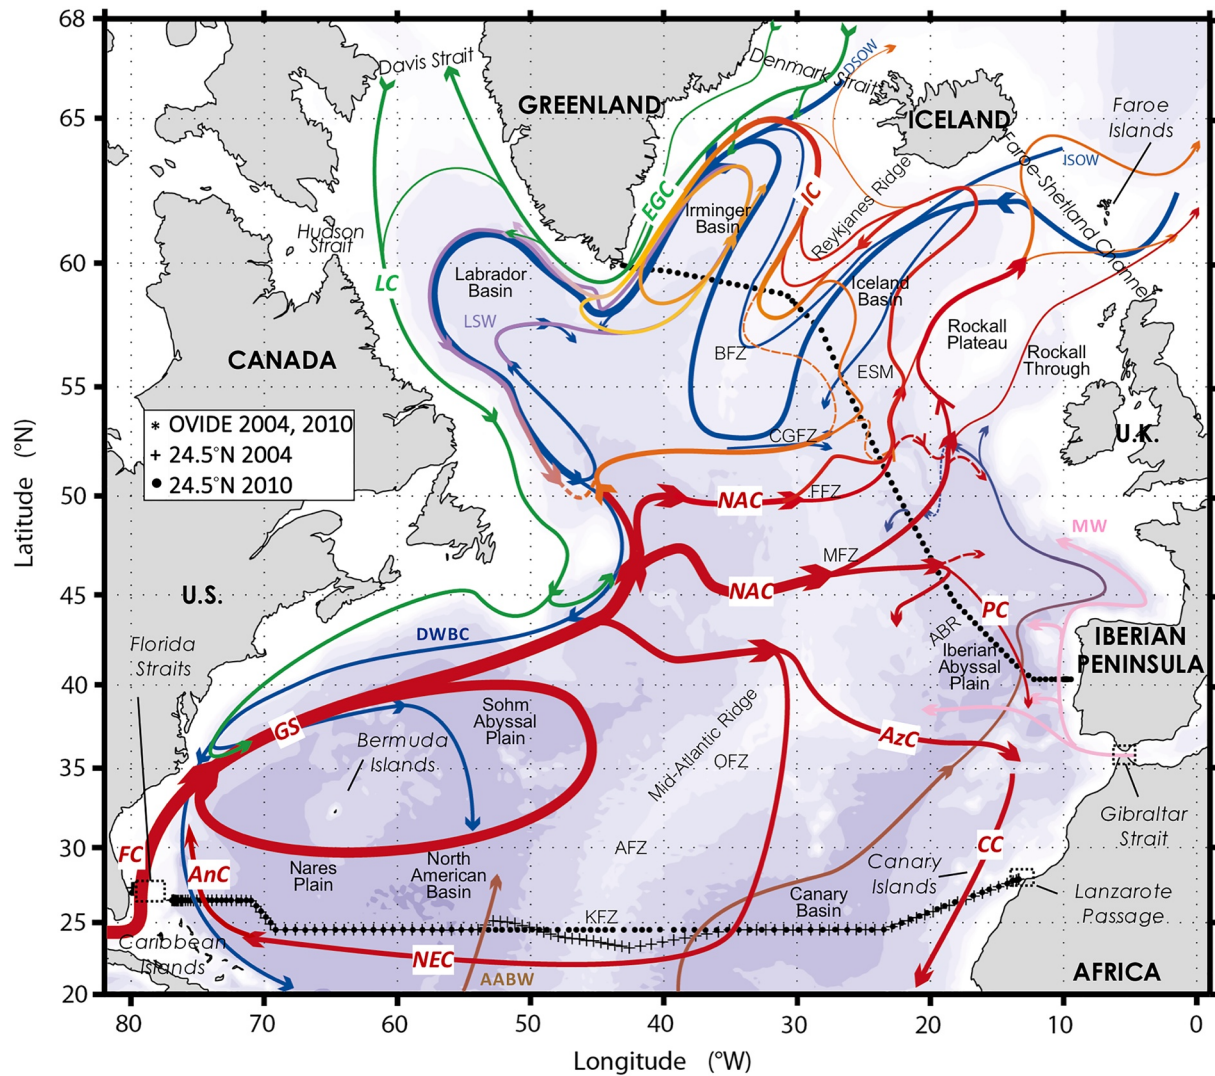 68
65
60
55
50
45
40
35
30
25
20
Latitude (°N)
80
70
60
50
40
30
20
10
0
Longitude (°W)
Davis Strait
GREENLAND
Denmark Strait
DSOW
ICELAND
Faroe
Islands
ISOW
Faroe-Shetland Channel
Hudson
Strait
LC
EGC
IC
Irminger
Basin
Reykjanes Ridge
Labrador
Basin
LSW
Iceland
Basin
Rockall
Plateau
Rockall
Through
BFZ
ESM
CANADA
U.K.
* OVIDE 2004, 2010
+ 24.5°N 2004
● 24.5°N 2010
CGFZ
NAC
FFZ
MFZ
NAC
MW
U.S.
PC
DWBC
ABR
Iberian
Abyssal
Plain
IBERIAN
PENINSULA
Florida
Straits
GS
Sohm
Abyssal
Plain
Bermuda
Islands
Mid-Atlantic Ridge
OFZ
AzC
Gibraltar
Strait
FC
AnC
Nares
Plain
North
American
Basin
AFZ
Canary
Islands
CC
Canary
Basin
Lanzarote
Passage
KFZ
Caribbean
Islands
NEC
AABW
AFRICA